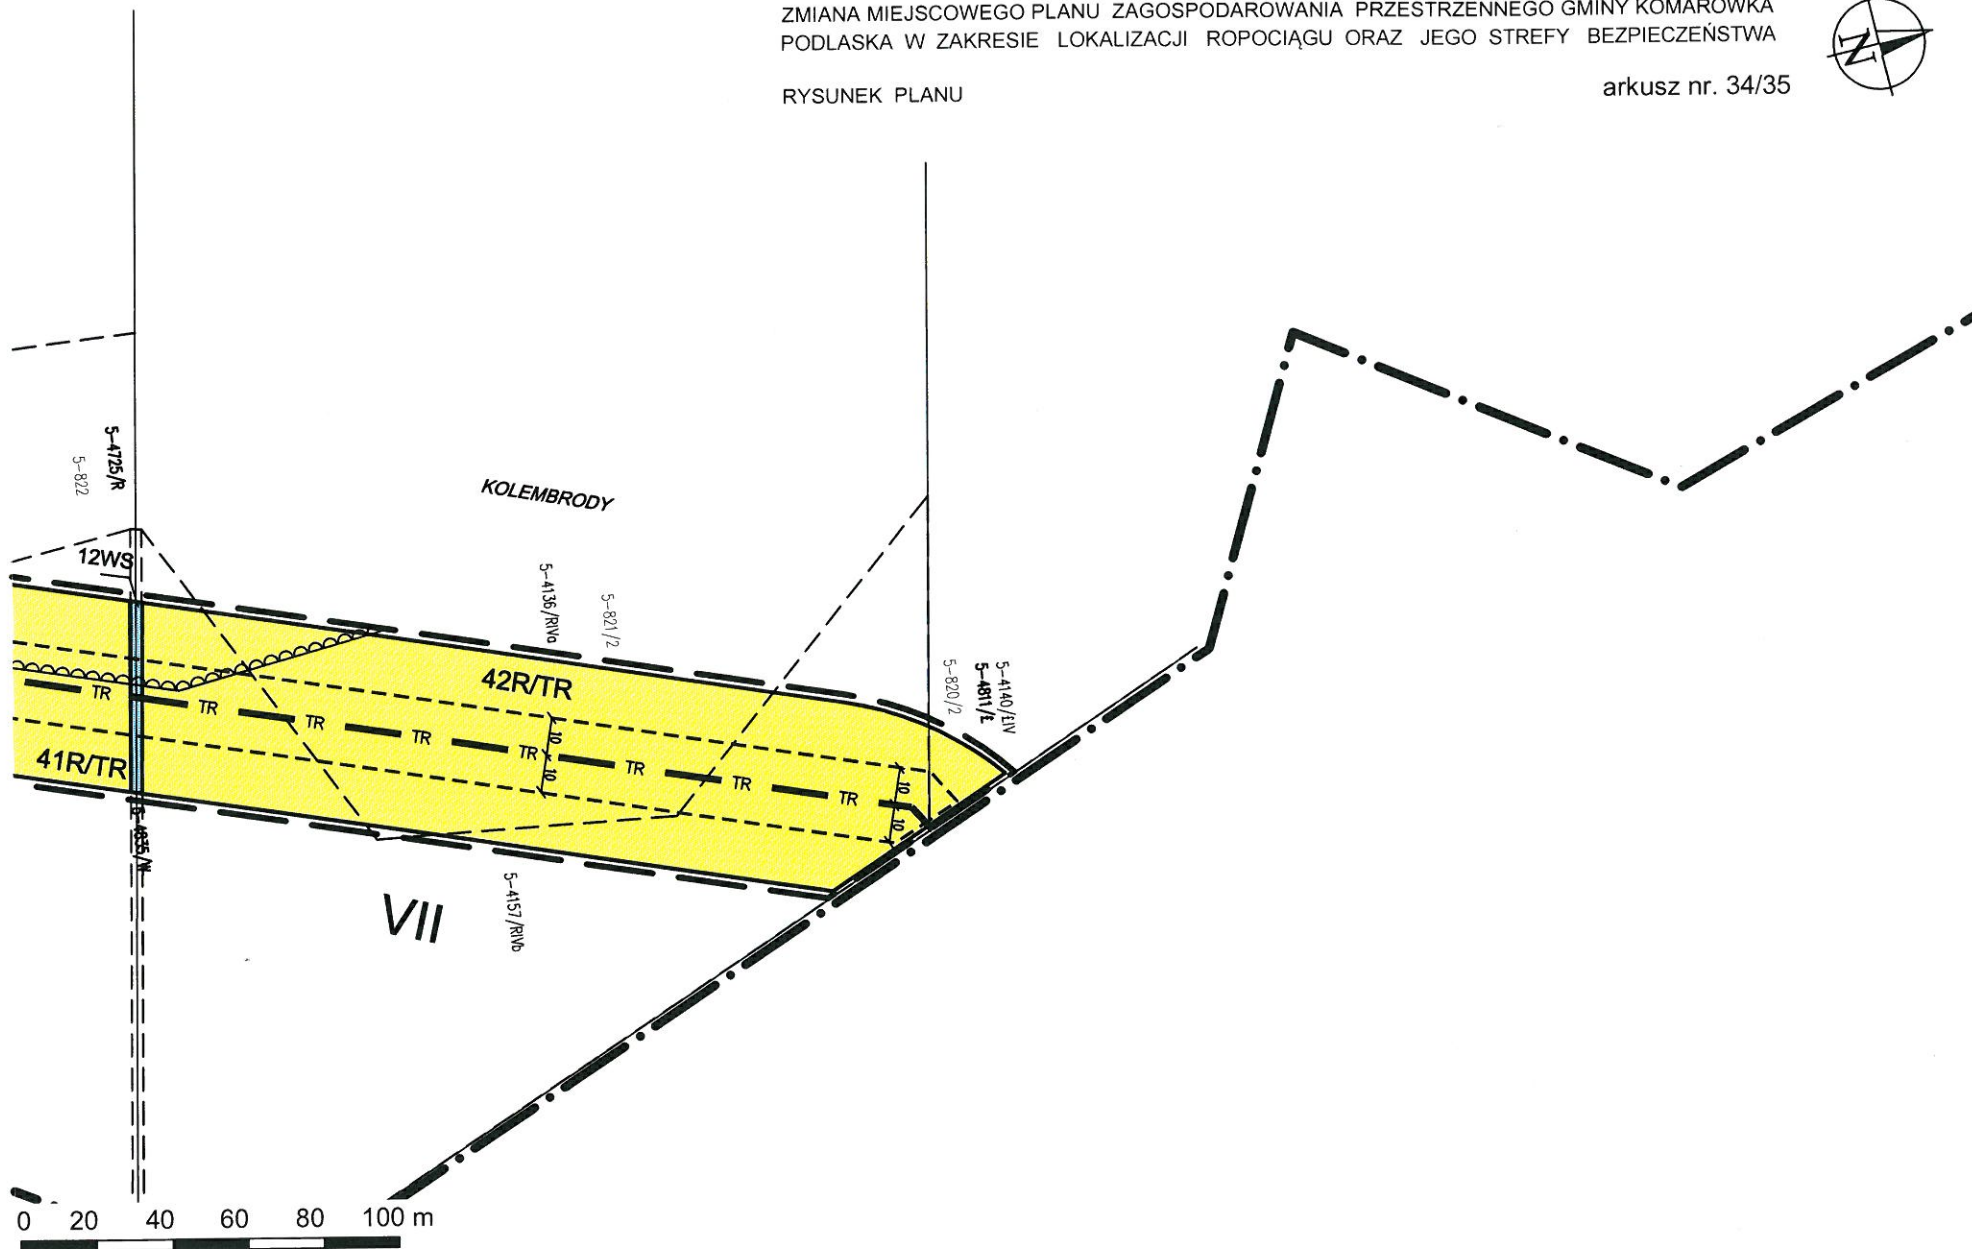 ZMIANA MIEJSCOWEGO PLANU ZAGOSPODAROWANIA PRZESTRZENNEGO GMINY KOMARÓWKA
PODLASKA W ZAKRESIE LOKALIZACJI ROPOCIĄGU ORAZ JEGO STREFY BEZPIECZEŃSTWA
RYSUNEK PLANU
arkusz nr. 34/35
N
5-4725/R
5-822
KOLEMBRODY
12WS
5-4136/RIVa
5-821/2
5-4140/ŁIV
5-4811/Ł
5-820/2
42R/TR
TR
TR
TR
TR
TR
TR
TR
TR
10
10
10
10
41R/TR
5-4835/W
VII
5-4157/RIVb
0 20 40 60 80 100 m